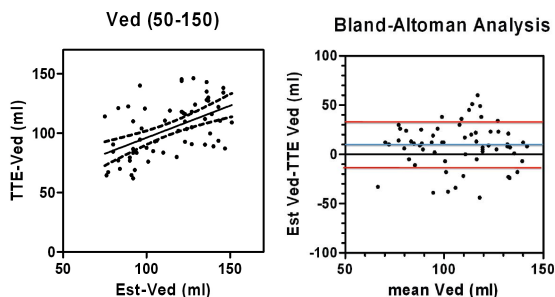 Ved (50-150)
150
100
50
0
TTE-Ved (ml)
50 100 150
Est-Ved (ml)
Bland-Altoman Analysis
100
50
0
-50
-100
Est Ved-TTE Ved (ml)
50 100 150
mean Ved (ml)